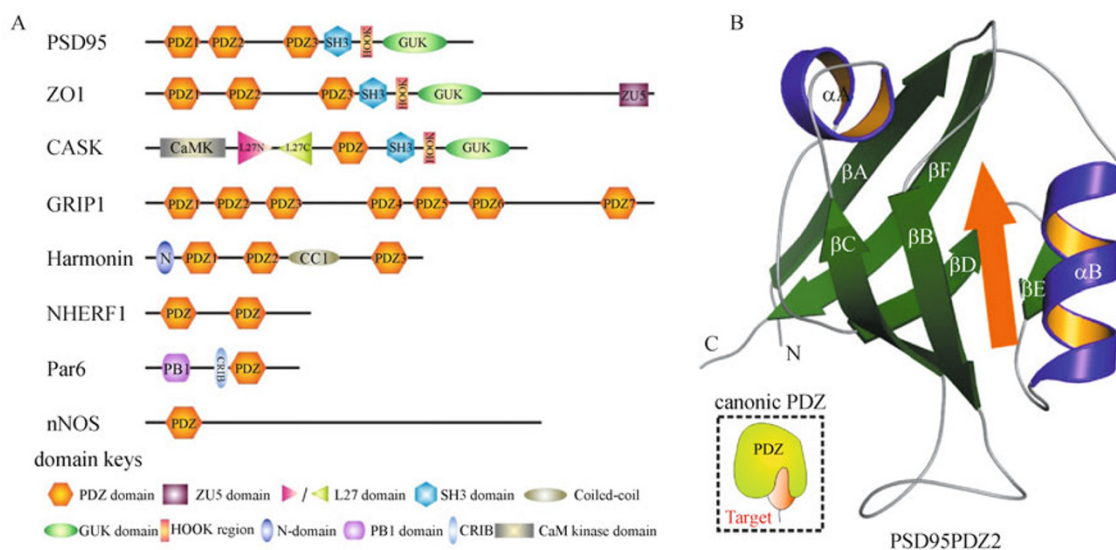 A
PSD95 PDZ1 PDZ2 PDZ3 SH3 HOOK GUK
ZO1 PDZ1 PDZ2 PDZ3 SH3 HOOK GUK ZU5
CASK CaMK L27N L27C PDZ SH3 HOOK GUK
GRIP1 PDZ1 PDZ2 PDZ3 PDZ4 PDZ5 PDZ6 PDZ7
Harmonin N PDZ1 PDZ2 CC1 PDZ3
NHERF1 PDZ PDZ
Par6 PB1 CRIB PDZ
nNOS PDZ
domain keys
PDZ domain ZU5 domain / L27 domain SH3 domain Coiled-coil
GUK domain HOOK region N-domain PB1 domain CRIB CaM kinase domain
B
αA
βA βF
βC βB βD
βE αB
C N
canonic PDZ
PDZ
Target
PSD95PDZ2